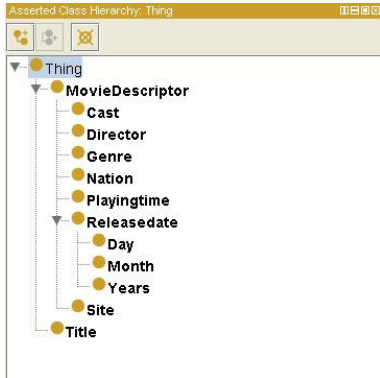 Asserted Class Hierarchy: Thing
Thing
MovieDescriptor
Cast
Director
Genre
Nation
Playingtime
Releasedate
Day
Month
Years
Site
Title